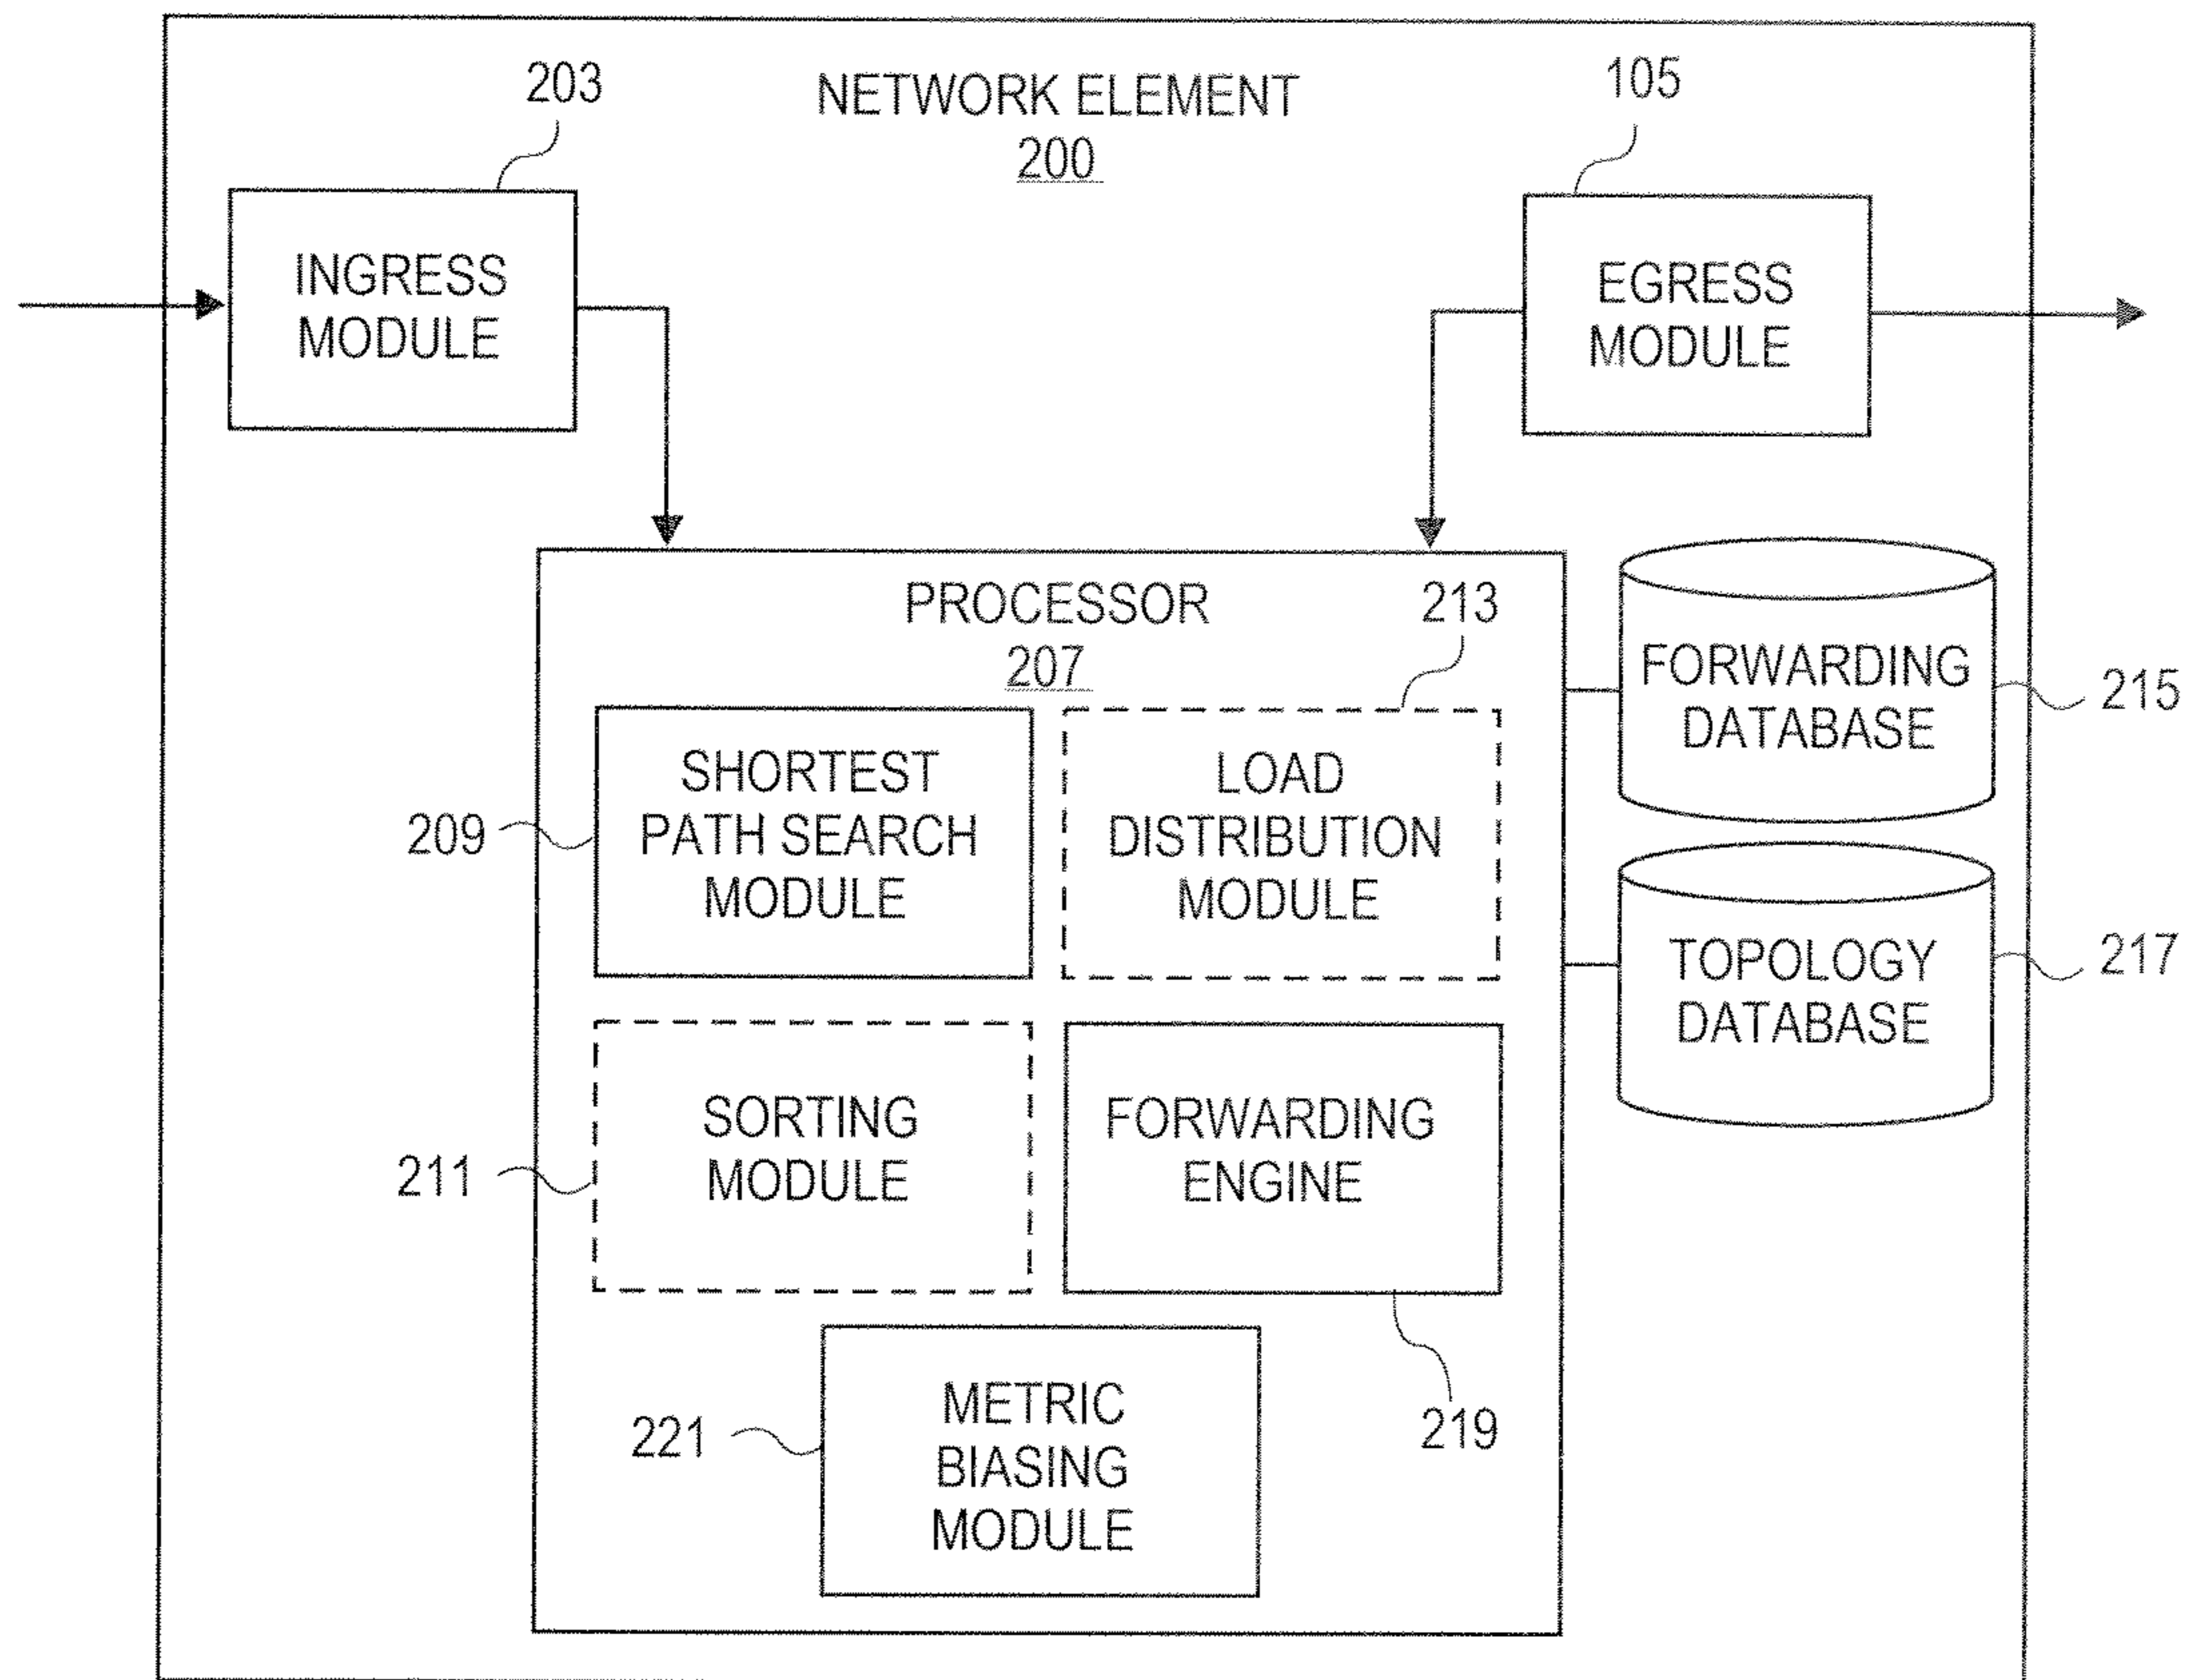 203
NETWORK ELEMENT
200
105
INGRESS
MODULE
EGRESS
MODULE
PROCESSOR
207
213
FORWARDING
DATABASE
215
SHORTEST
PATH SEARCH
MODULE
209
LOAD
DISTRIBUTION
MODULE
TOPOLOGY
DATABASE
217
SORTING
MODULE
211
FORWARDING
ENGINE
219
METRIC
BIASING
MODULE
221